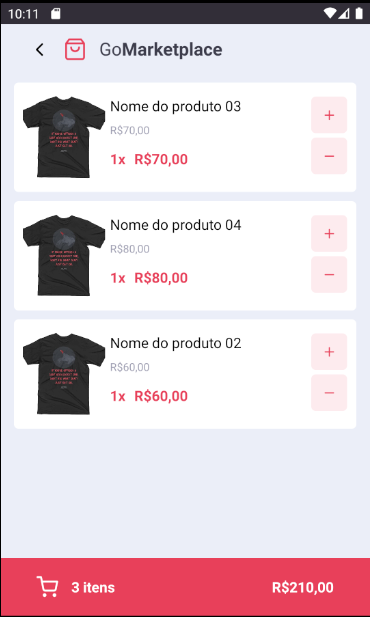 10:11
GoMarketplace
Nome do produto 03
R$70,00
1x R$70,00
+
−
Nome do produto 04
R$80,00
1x R$80,00
+
−
Nome do produto 02
R$60,00
1x R$60,00
+
−
3 itens R$210,00